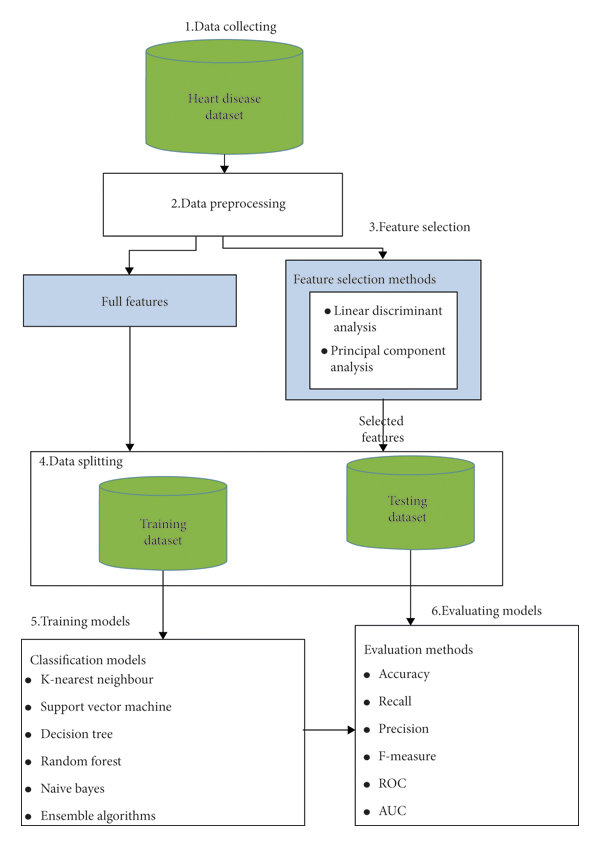 1.Data collecting
Heart disease
dataset
2.Data preprocessing
3.Feature selection
Full features
Feature selection methods
● Linear discriminant
analysis
● Principal component
analysis
Selected
features
4.Data splitting
Training
dataset
Testing
dataset
5.Training models
Classification models
● K-nearest neighbour
● Support vector machine
● Decision tree
● Random forest
● Naive bayes
● Ensemble algorithms
6.Evaluating models
Evaluation methods
● Accuracy
● Recall
● Precision
● F-measure
● ROC
● AUC